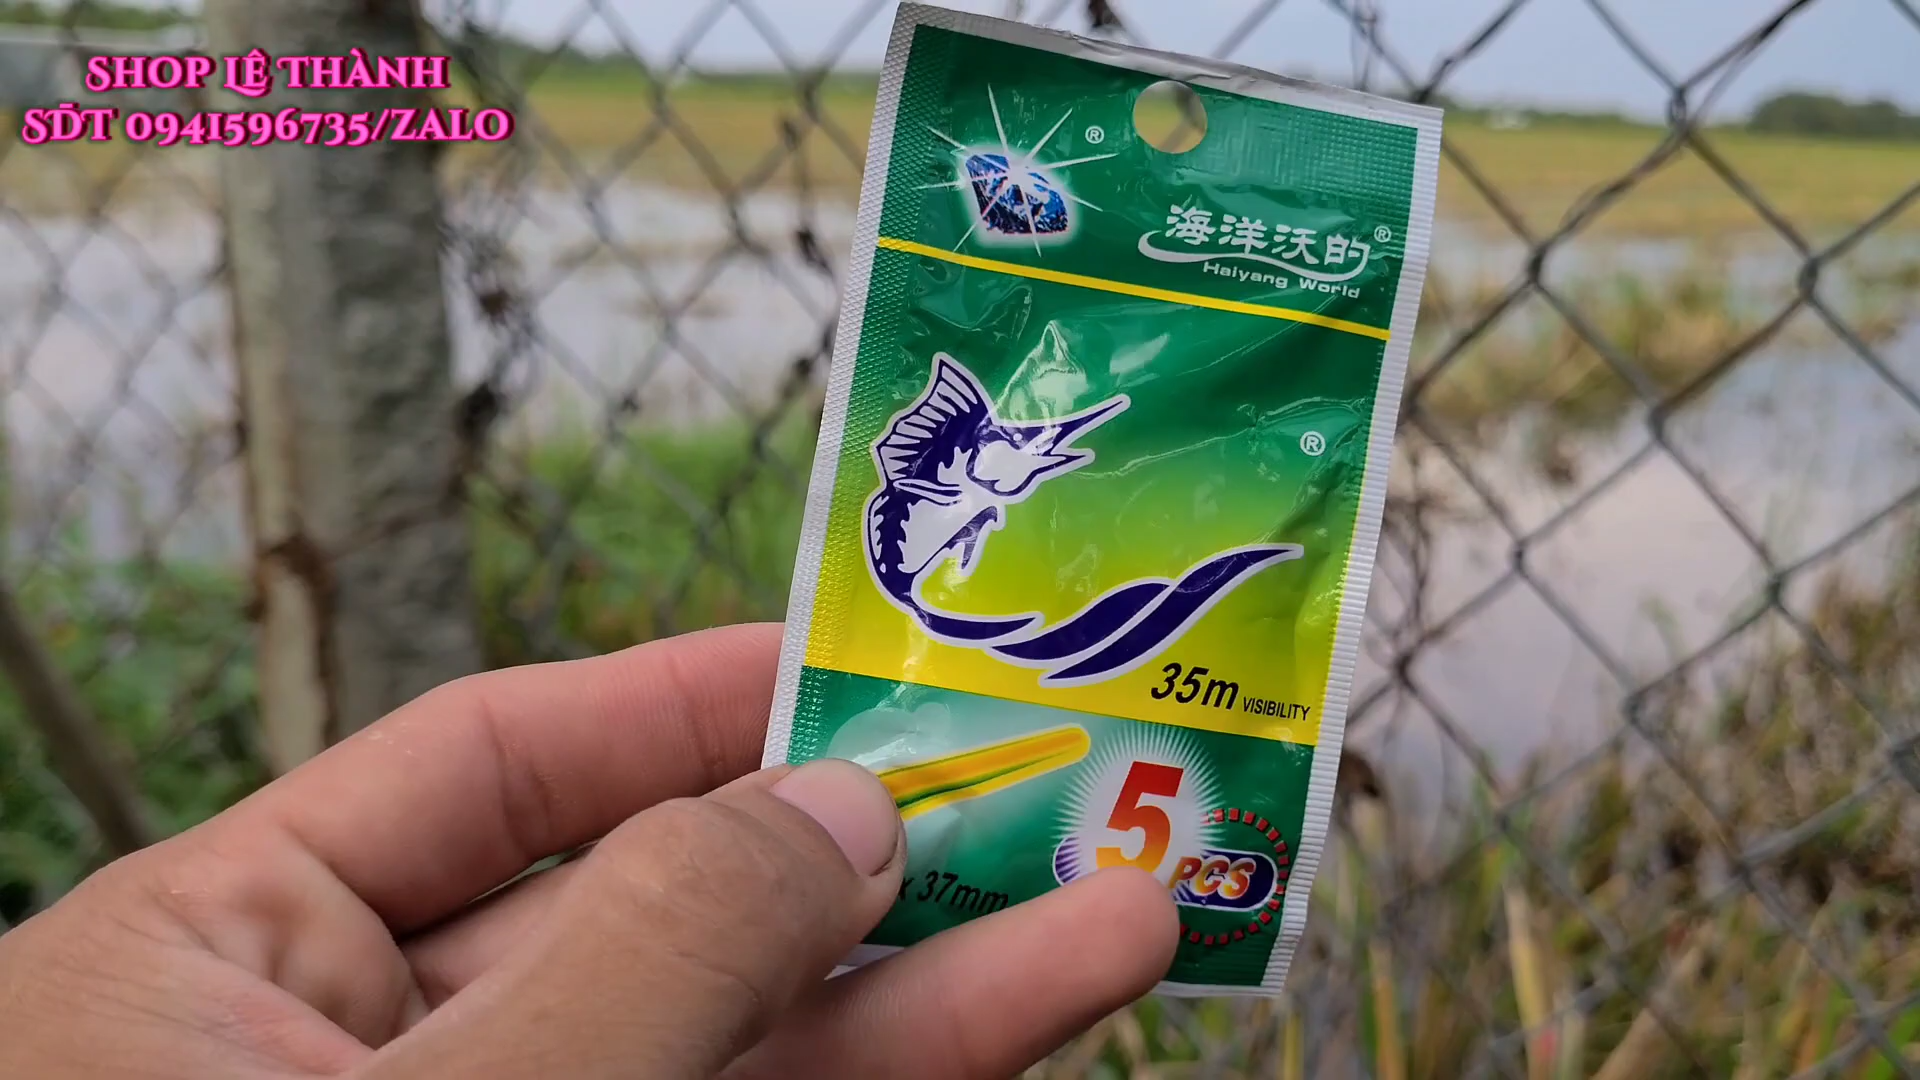 SHOP LÊ THÀNH
SĐT 0941596735/ZALO
®
海洋沃的®
Haiyang World
®
35m VISIBILITY
5 PCS
x 37mm